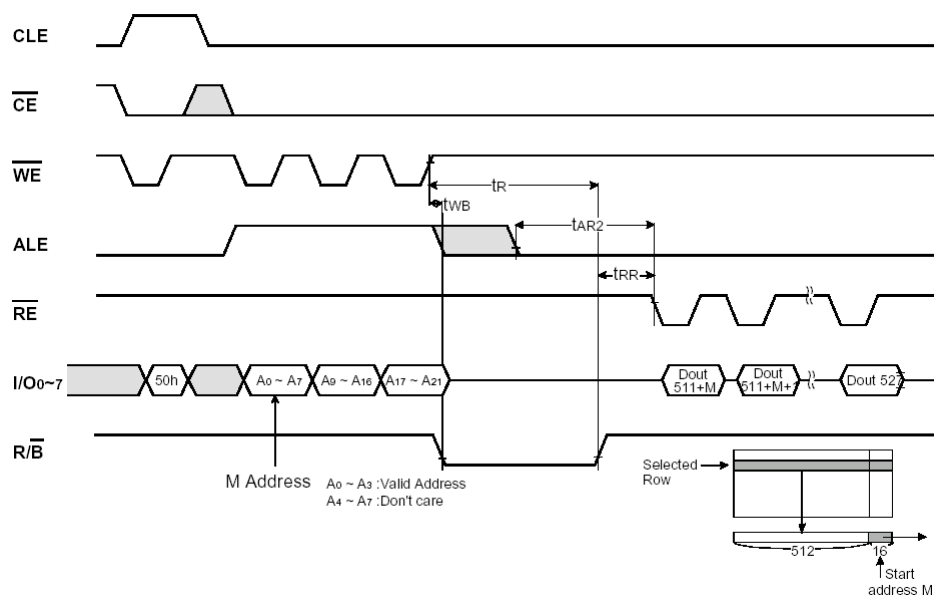 CLE
CE
WE
tR
tWB
ALE
tAR2
tRR
RE
I/O0~7
50h
A0 ~ A7
A9 ~ A16
A17 ~ A21
Dout
511+M
Dout
511+M+1
Dout 527
R/B
M Address
A0 ~ A3 :Valid Address
A4 ~ A7 :Don't care
Selected
Row
512
16
Start
address M